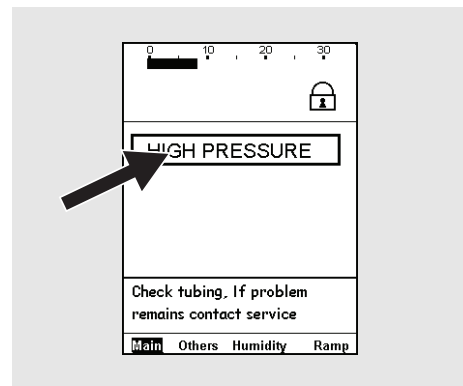 0 10 20 30
HIGH PRESSURE
Check tubing, If problem
remains contact service
Main Others Humidity Ramp